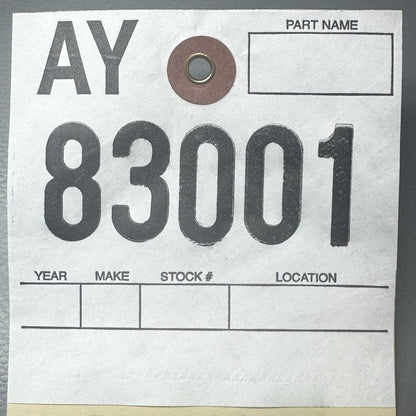 AY
PART NAME
83001
YEAR MAKE STOCK # LOCATION